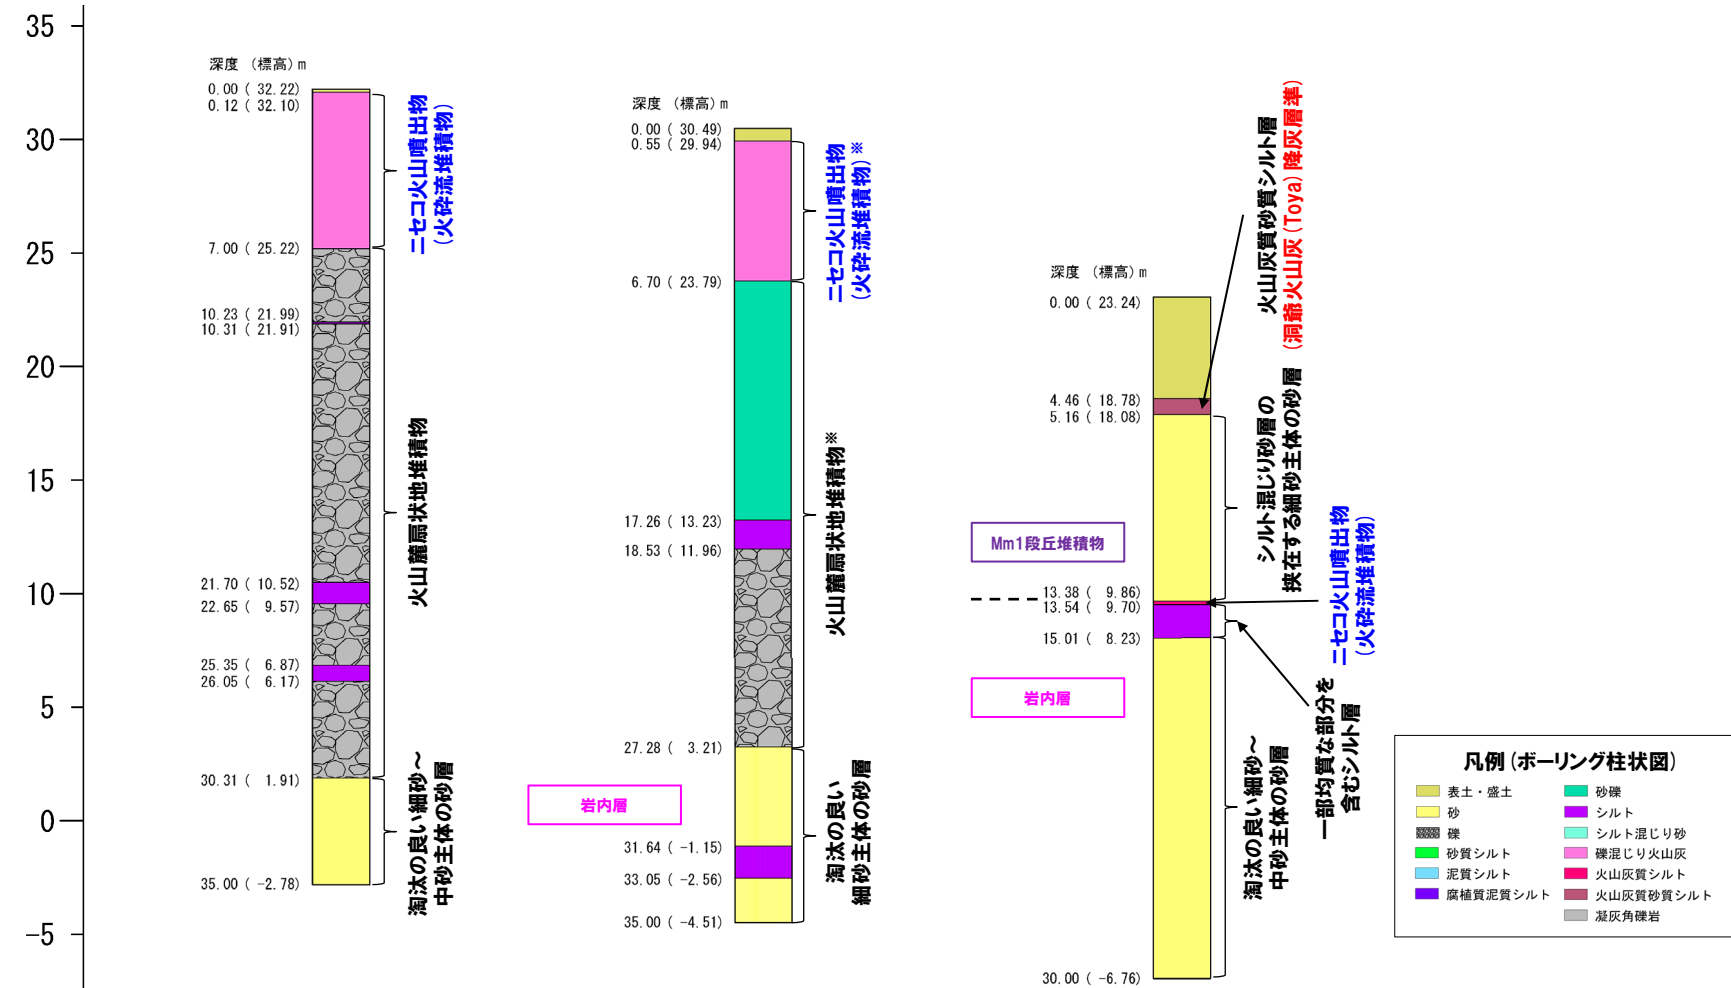 35
30
25
20
15
10
5
0
−5
深度 （標高）m
0.00 ( 32.22)
0.12 ( 32.10)
7.00 ( 25.22)
10.23 ( 21.99)
10.31 ( 21.91)
21.70 ( 10.52)
22.65 ( 9.57)
25.35 ( 6.87)
26.05 ( 6.17)
30.31 ( 1.91)
35.00 ( -2.78)
ニセコ火山噴出物
（火砕流堆積物）
火山麓扇状地堆積物
淘汰の良い細砂～
中砂主体の砂層
深度 （標高）m
0.00 ( 30.49)
0.55 ( 29.94)
6.70 ( 23.79)
17.26 ( 13.23)
18.53 ( 11.96)
27.28 ( 3.21)
31.64 ( -1.15)
33.05 ( -2.56)
35.00 ( -4.51)
ニセコ火山噴出物
（火砕流堆積物）※
火山麓扇状地堆積物※
岩内層
淘汰の良い
細砂主体の砂層
深度 （標高）m
0.00 ( 23.24)
4.46 ( 18.78)
5.16 ( 18.08)
13.38 ( 9.86)
13.54 ( 9.70)
15.01 ( 8.23)
30.00 ( -6.76)
Mm1段丘堆積物
岩内層
火山灰質砂質シルト層
（洞爺火山灰（Toya）降灰層準）
シルト混じり砂層の
挟在する細砂主体の砂層
ニセコ火山噴出物
（火砕流堆積物）
一部均質な部分を
含むシルト層
淘汰の良い細砂～
中砂主体の砂層
凡例（ボーリング柱状図）
表土・盛土
砂
礫
砂質シルト
泥質シルト
腐植質泥質シルト
砂礫
シルト
シルト混じり砂
礫混じり火山灰
火山灰質シルト
火山灰質砂質シルト
凝灰角礫岩